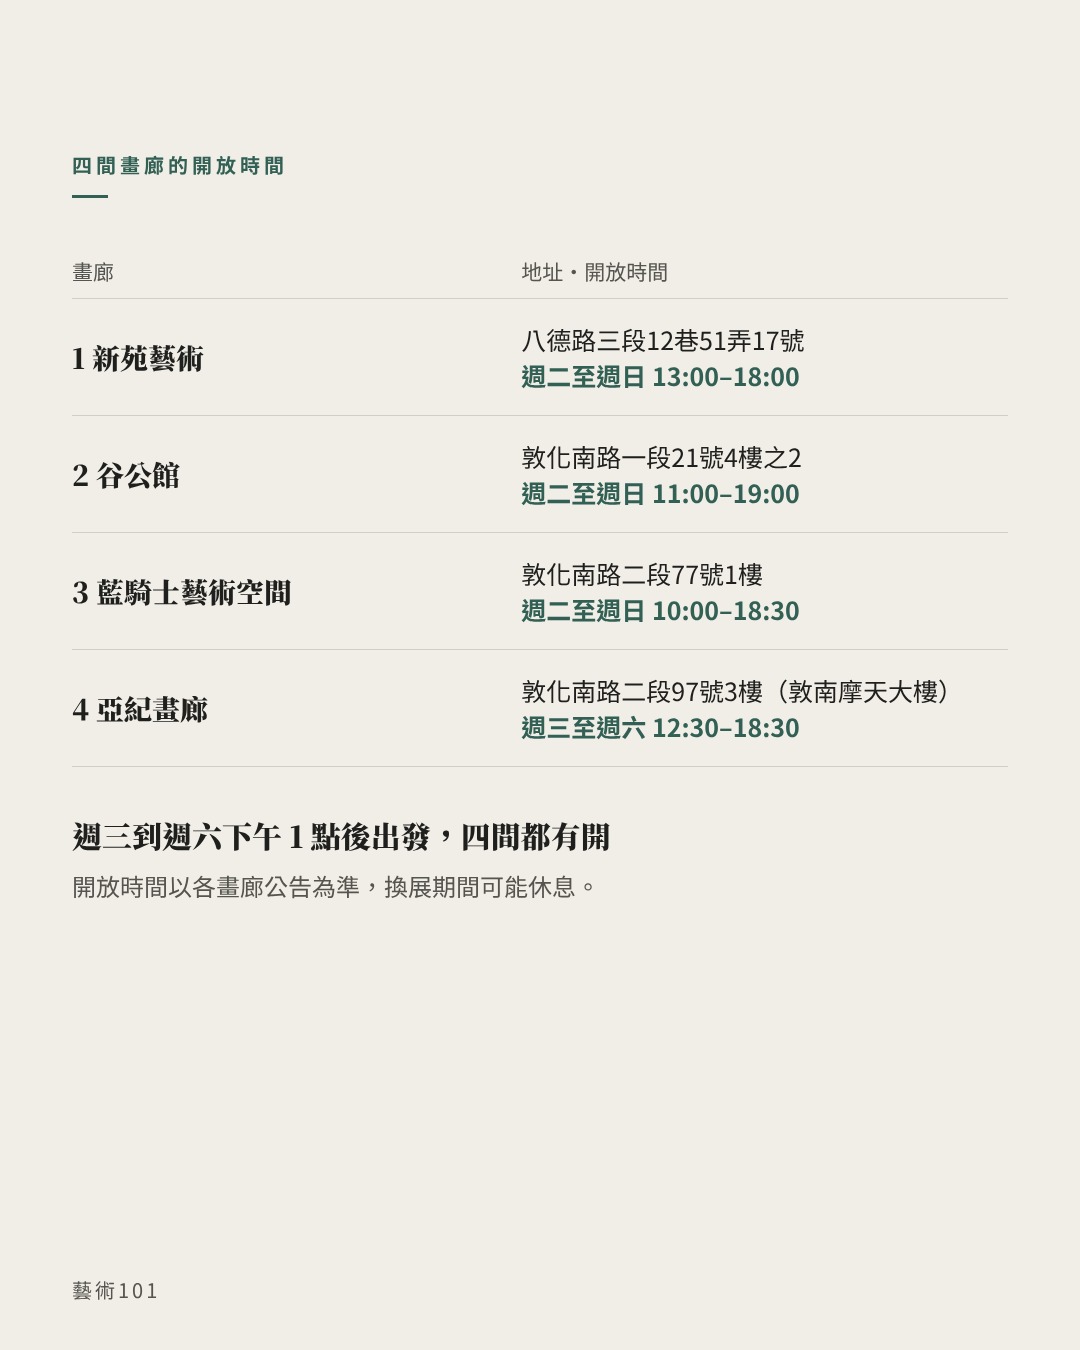 四間畫廊的開放時間
畫廊
地址・開放時間
1 新苑藝術
八德路三段12巷51弄17號
週二至週日 13:00–18:00
2 谷公館
敦化南路一段21號4樓之2
週二至週日 11:00–19:00
3 藍騎士藝術空間
敦化南路二段77號1樓
週二至週日 10:00–18:30
4 亞紀畫廊
敦化南路二段97號3樓（敦南摩天大樓）
週三至週六 12:30–18:30
週三到週六下午 1 點後出發，四間都有開
開放時間以各畫廊公告為準，換展期間可能休息。
藝術101